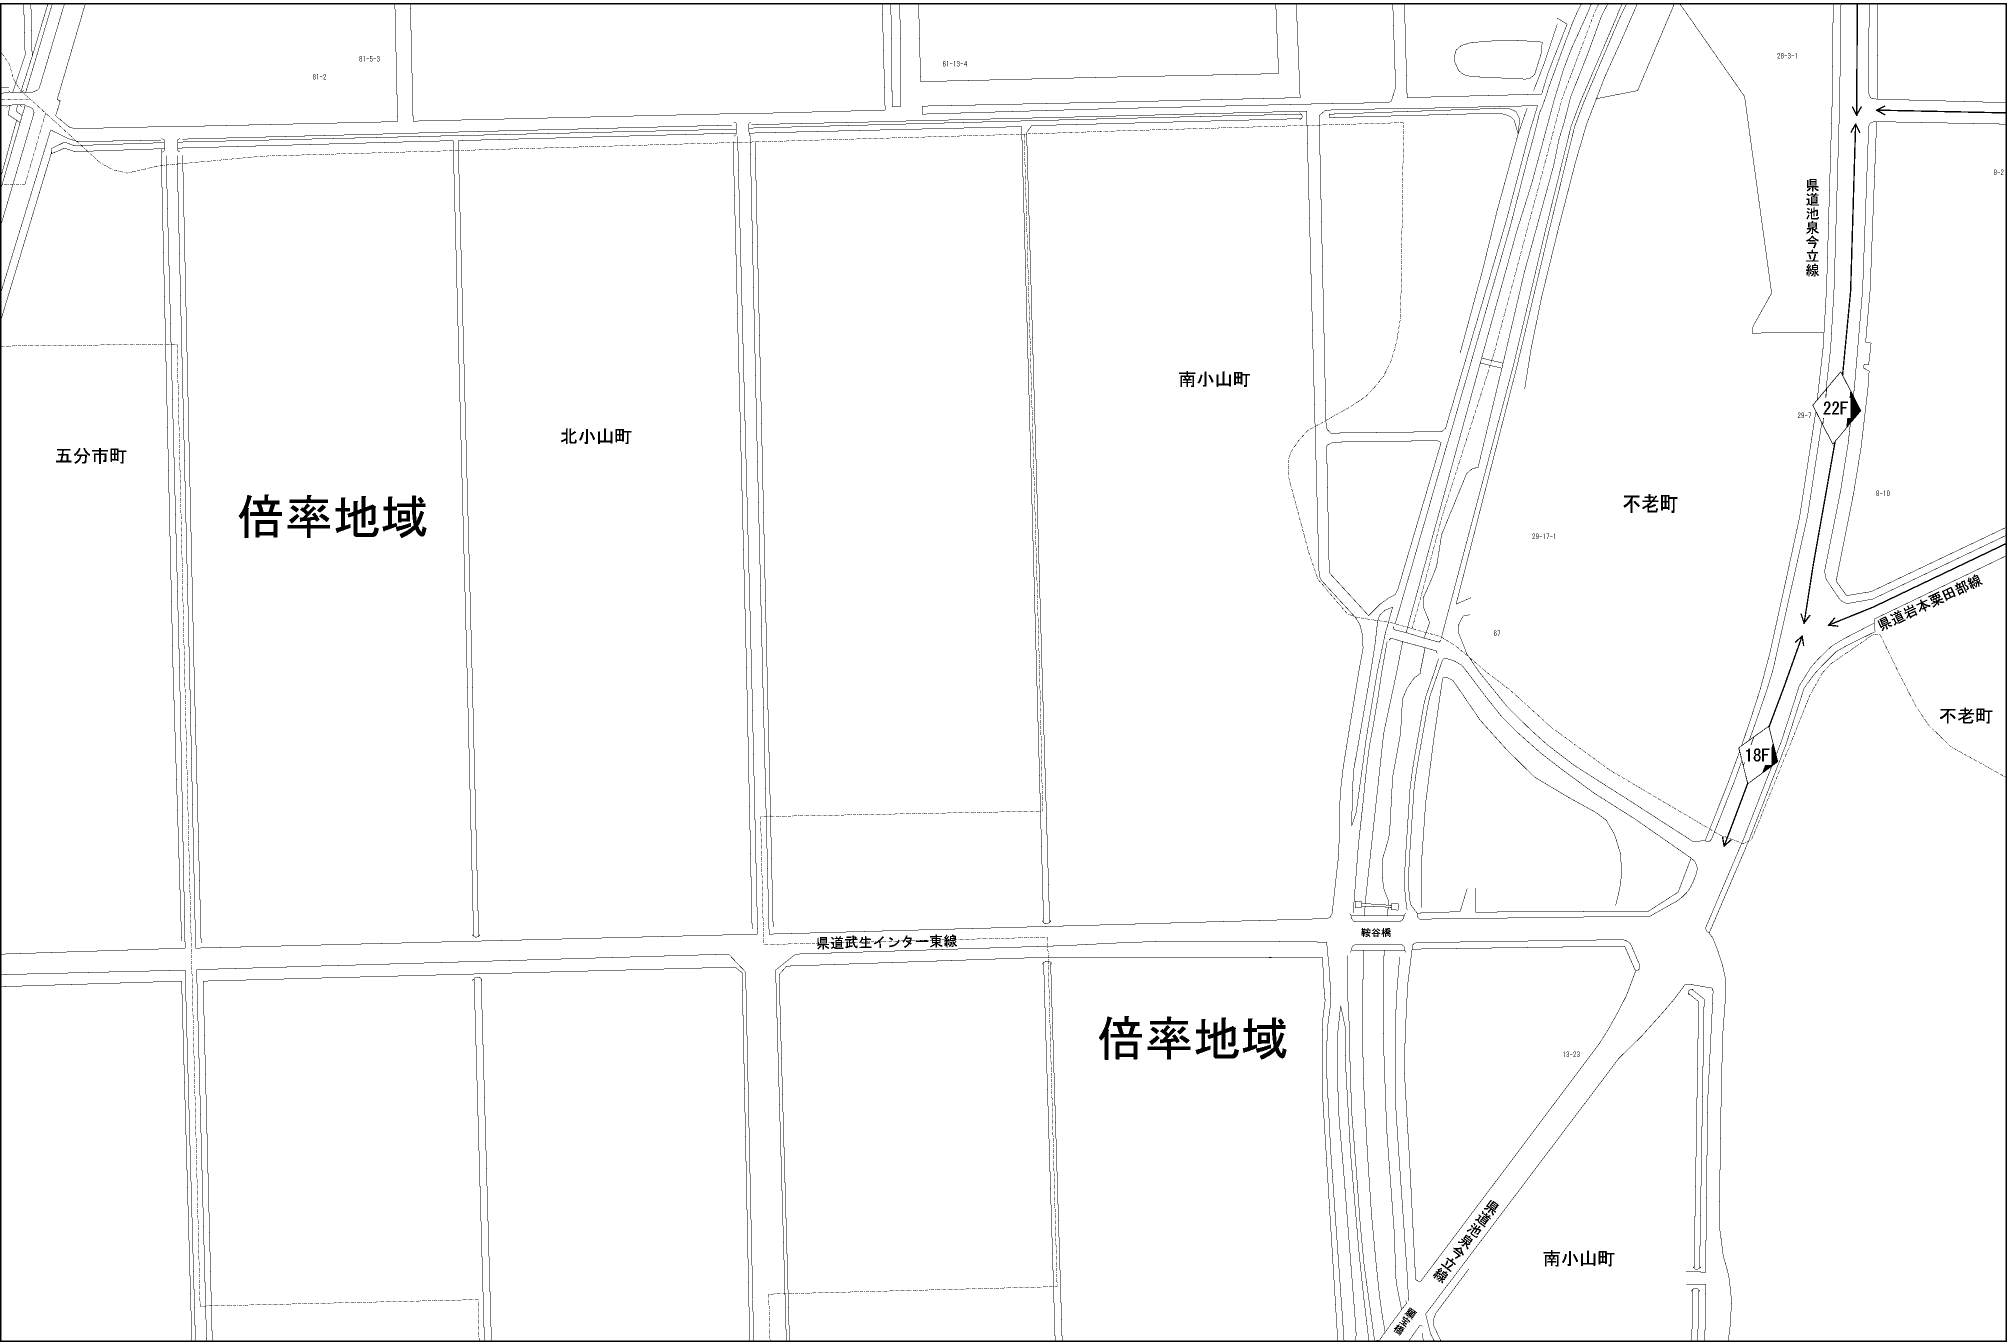 81-5-3
81-2
61-13-4
28-3-1
県道池泉今立線
南小山町
22F
29-7
北小山町
五分市町
倍率地域
不老町
8-10
29-17-1
県道岩本粟田部線
67
不老町
18F
鞍谷橋
県道武生インター東線
倍率地域
13-23
県道池泉今立線
南小山町